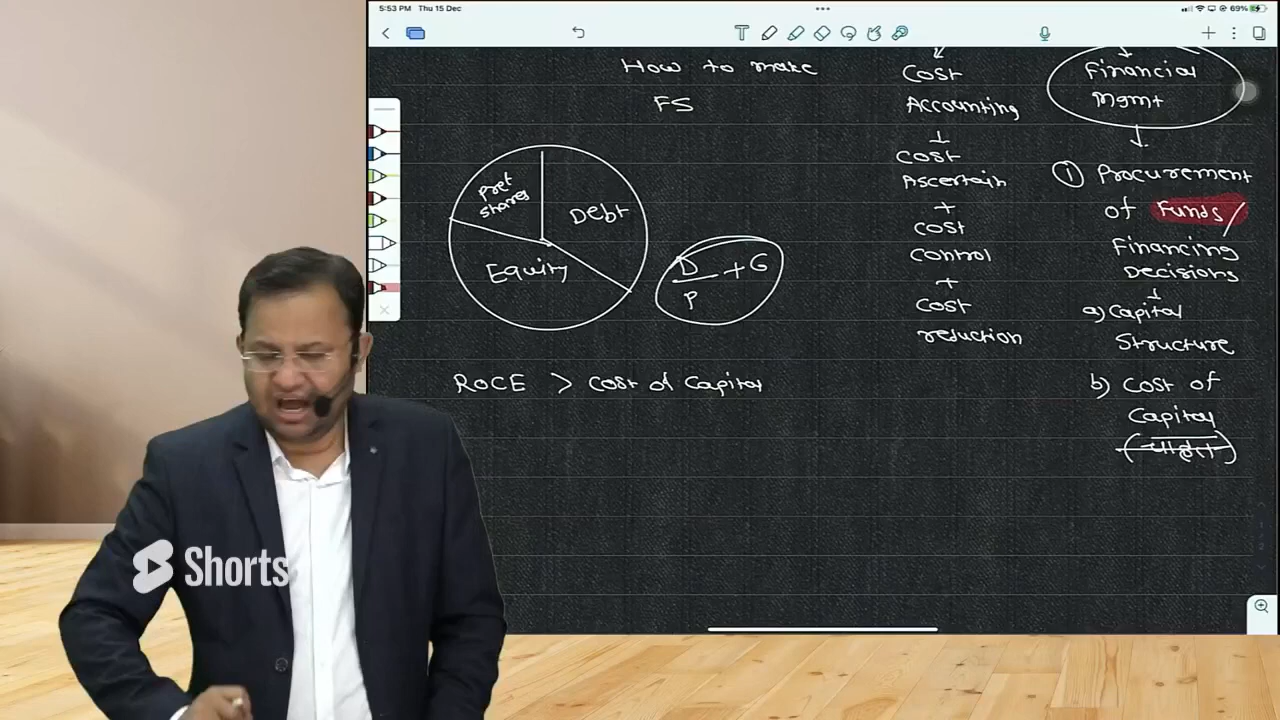 5:53 PM Thu 15 Dec
69%
T
How to make
FS
Pref
shares
Debt
Equity
D
P
+G
ROCE > Cost of Capital
Cost
Accounting
Cost
Ascertain
+
Cost
Control
+
Cost
reduction
Financial
Mgmt
① Procurement
of Funds/
Financing
Decisions
a) Capital
Structure
b) Cost of
Capital
Shorts